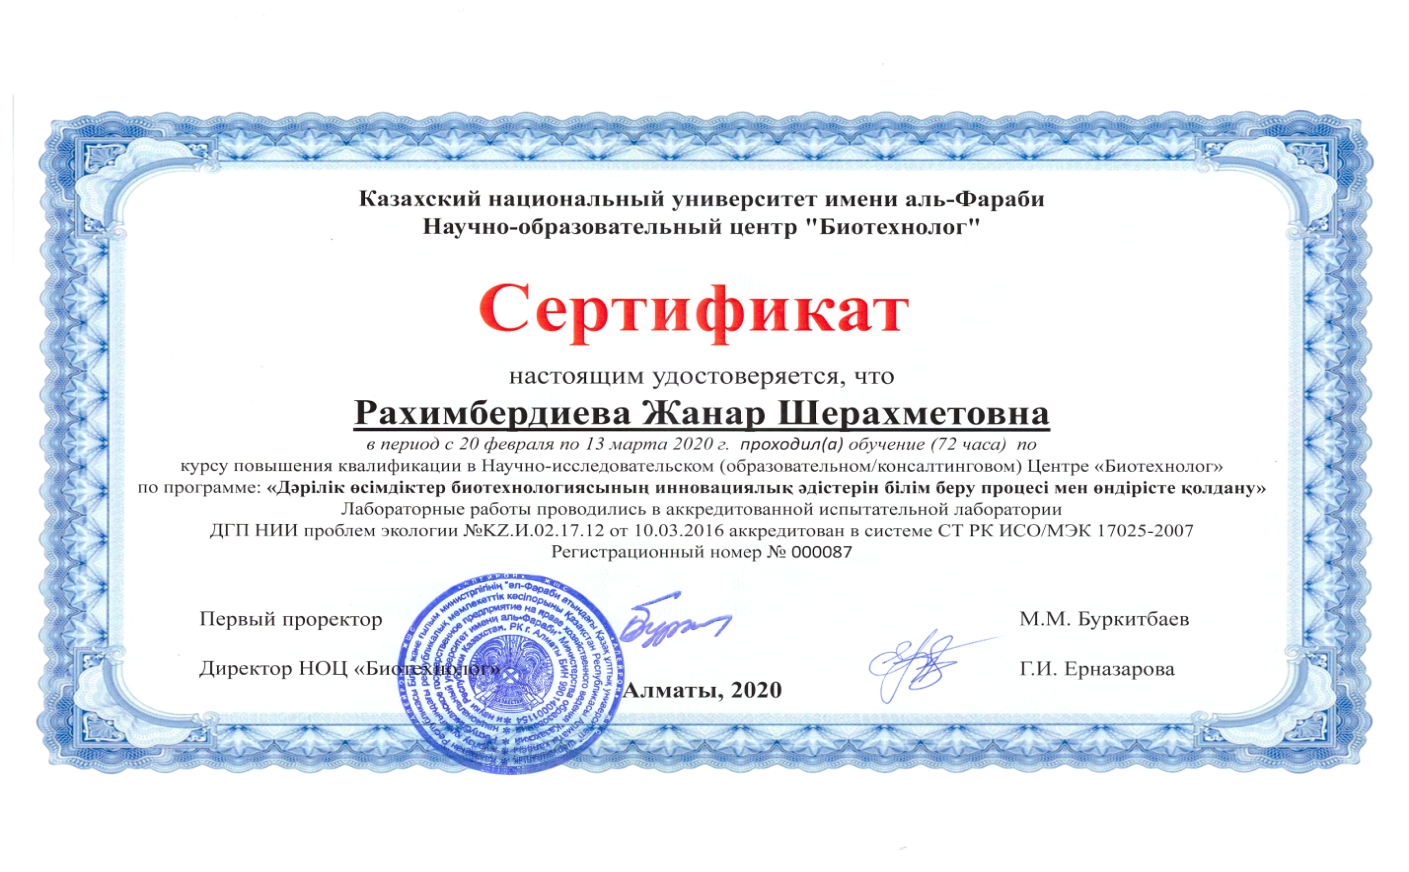 Казахский национальный университет имени аль-Фараби
Научно-образовательный центр "Биотехнолог"
Сертификат
настоящим удостоверяется, что
Рахимбердиева Жанар Шерахметовна
в период с 20 февраля по 13 марта 2020 г. проходил(а) обучение (72 часа) по
курсу повышения квалификации в Научно-исследовательском (образовательном/консалтинговом) Центре «Биотехнолог»
по программе: «Дәрілік өсімдіктер биотехнологиясының инновациялық әдістерін білім беру процесі мен өндірісте қолдану»
Лабораторные работы проводились в аккредитованной испытательной лаборатории
ДГП НИИ проблем экологии №KZ.И.02.17.12 от 10.03.2016 аккредитован в системе СТ РК ИСО/МЭК 17025-2007
Регистрационный номер № 000087
Первый проректор М.М. Буркитбаев
Директор НОЦ «Биотехнолог» Г.И. Ерназарова
Алматы, 2020